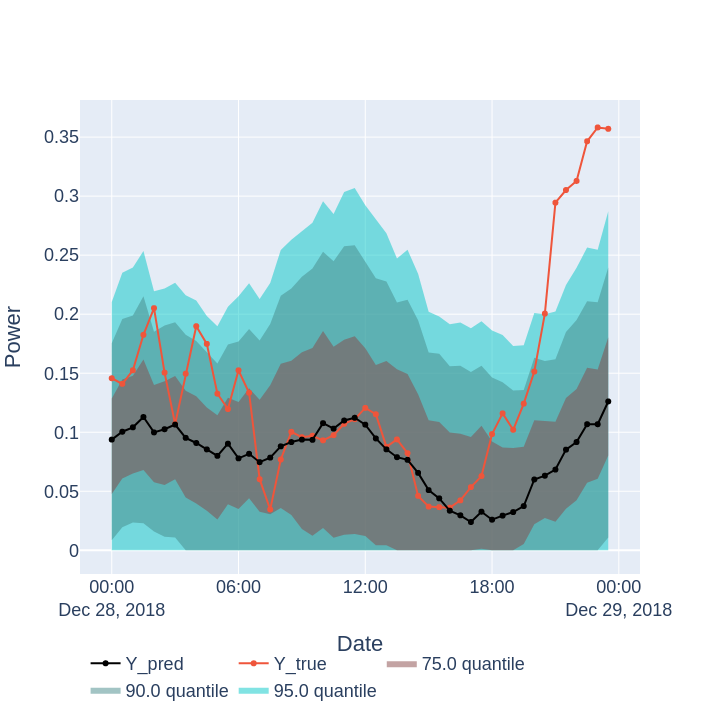 0.35
0.3
0.25
0.2
0.15
0.1
0.05
0
Power
00:00 06:00 12:00 18:00 00:00
Dec 28, 2018 Dec 29, 2018
Date
Y_pred Y_true 75.0 quantile
90.0 quantile 95.0 quantile